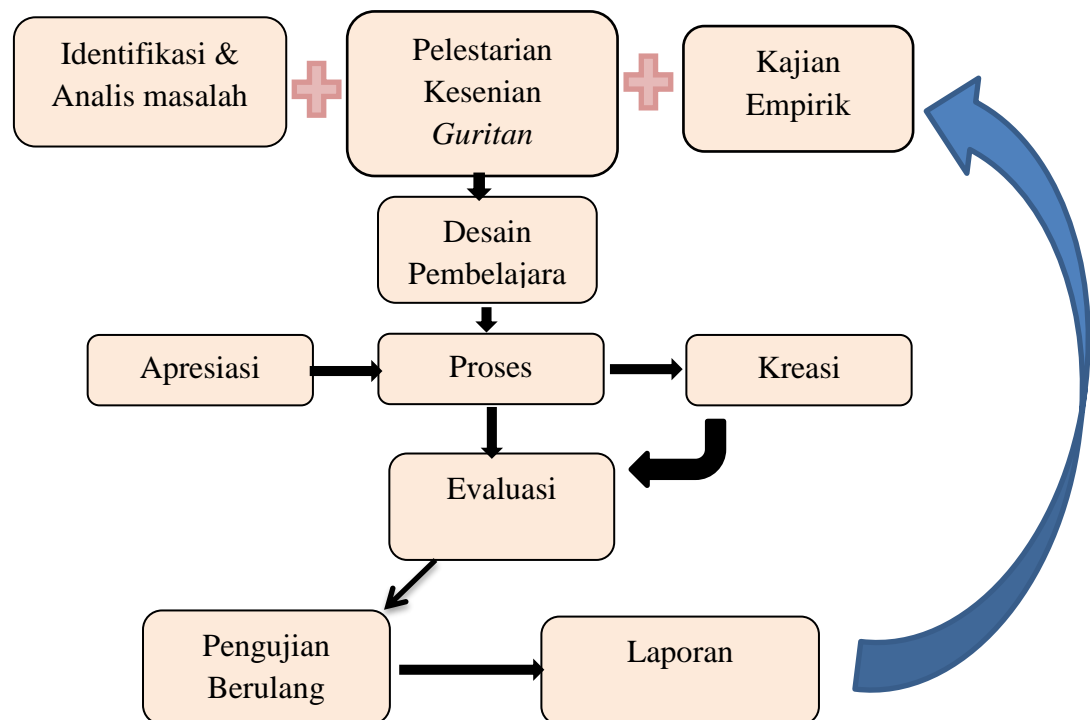 Identifikasi &
Analis masalah
Pelestarian
Kesenian
Guritan
Kajian
Empirik
Desain
Pembelajara
Apresiasi
Proses
Kreasi
Evaluasi
Pengujian
Berulang
Laporan